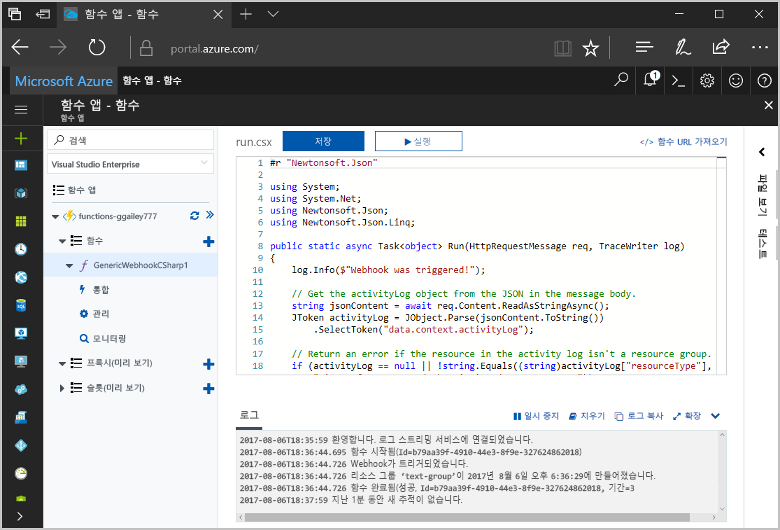 함수 앱 - 함수
portal.azure.com/
Microsoft Azure 함수 앱 - 함수
1
함수 앱 - 함수
함수 앱
검색
Visual Studio Enterprise
함수 앱
functions-ggailey777
함수
GenericWebhookCSharp1
통합
관리
모니터링
프록시(미리 보기)
슬롯(미리 보기)
run.csx 저장 실행 </> 함수 URL 가져오기
1 #r "Newtonsoft.Json"
2
3 using System;
4 using System.Net;
5 using Newtonsoft.Json;
6 using Newtonsoft.Json.Linq;
7
8 public static async Task<object> Run(HttpRequestMessage req, TraceWriter log)
9 {
10 log.Info($"Webhook was triggered!");
11
12 // Get the activityLog object from the JSON in the message body.
13 string jsonContent = await req.Content.ReadAsStringAsync();
14 JToken activityLog = JObject.Parse(jsonContent.ToString())
15 .SelectToken("data.context.activityLog");
16
17 // Return an error if the resource in the activity log isn't a resource group.
18 if (activityLog == null || !string.Equals((string)activityLog["resourceType"],
로그 일시 중지 지우기 로그 복사 확장
2017-08-06T18:35:59 환영합니다. 로그 스트리밍 서비스에 연결되었습니다.
2017-08-06T18:36:44.695 함수 시작됨(Id=b79aa39f-4910-44e3-8f9e-327624862018)
2017-08-06T18:36:44.726 Webhook가 트리거되었습니다.
2017-08-06T18:36:44.726 리소스 그룹 ‘text-group’이 2017년 8월 6일 오후 6:36:29에 만들어졌습니다.
2017-08-06T18:36:44.726 함수 완료됨(성공, Id=b79aa39f-4910-44e3-8f9e-327624862018, 기간=3
2017-08-06T18:37:59 지난 1분 동안 새 추적이 없습니다.
파일 보기
테스트